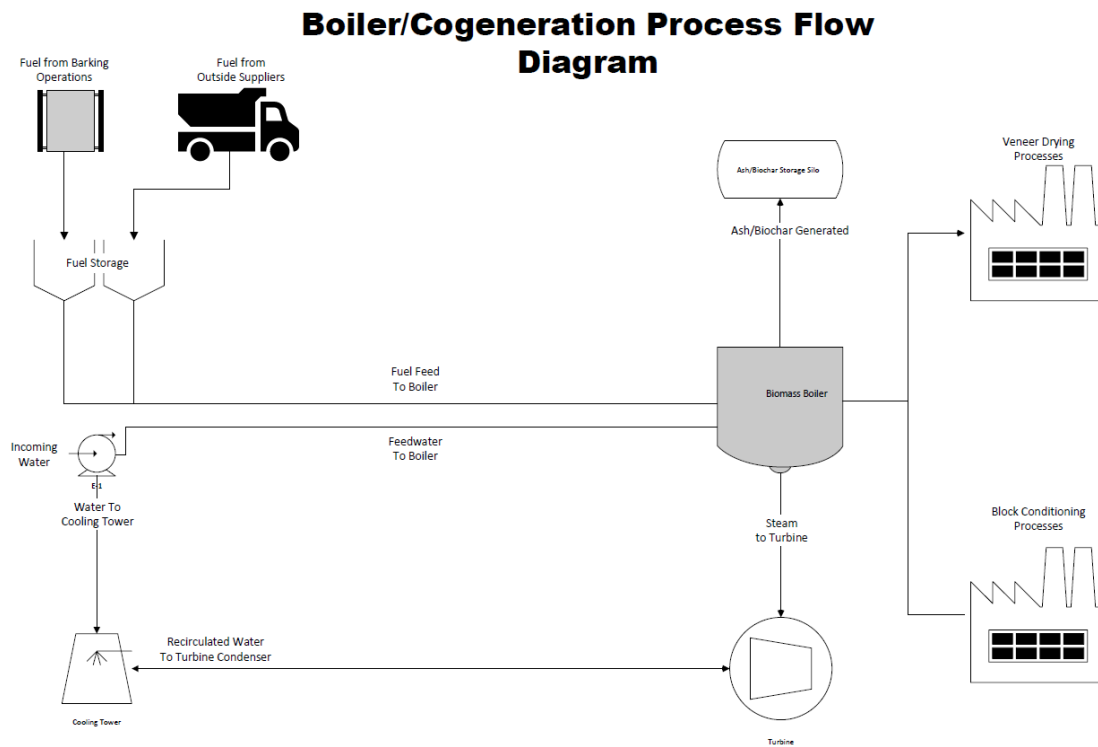 Boiler/Cogeneration Process Flow
Diagram
Fuel from Barking
Operations
Fuel from
Outside Suppliers
Veneer Drying
Processes
Ash/Biochar Storage Silo
Ash/Biochar Generated
Fuel Storage
Fuel Feed
To Boiler
Biomass Boiler
Incoming
Water
Feedwater
To Boiler
E-1
Water To
Cooling Tower
Steam
to Turbine
Block Conditioning
Processes
Recirculated Water
To Turbine Condenser
Cooling Tower
Turbine